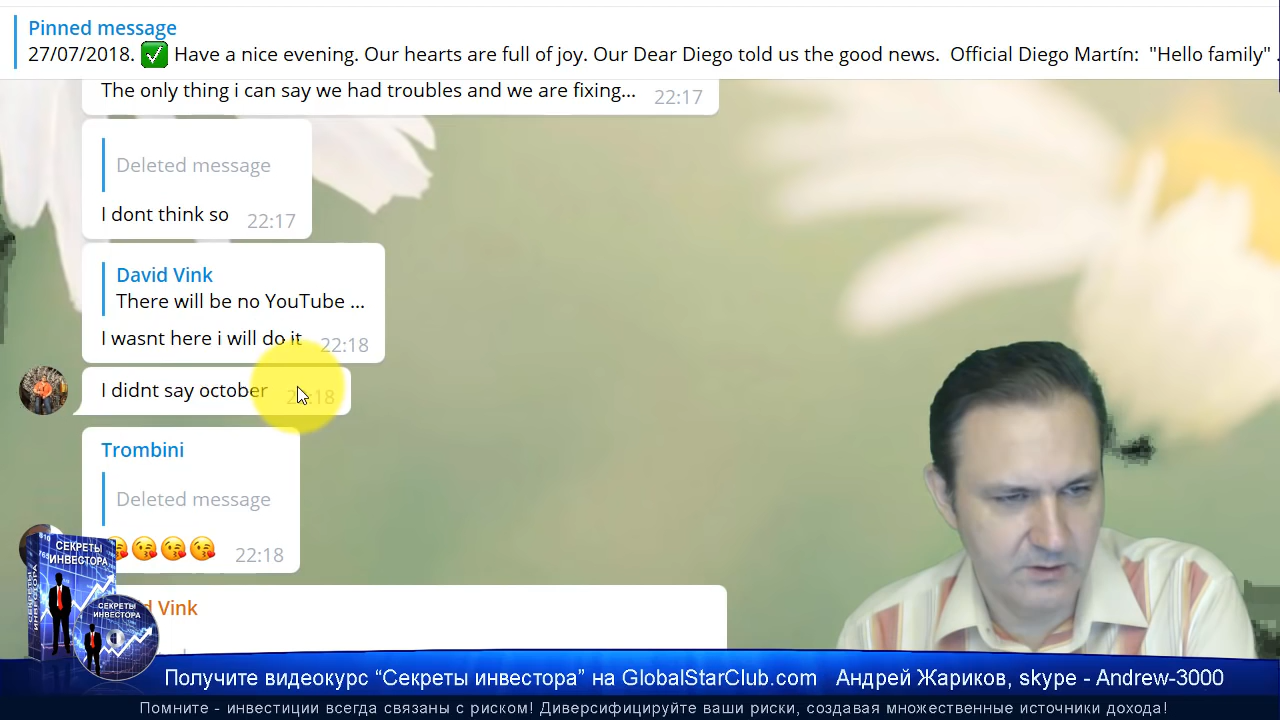 Pinned message
27/07/2018. ✅ Have a nice evening. Our hearts are full of joy. Our Dear Diego told us the good news.  Official Diego Martín:  "Hello family"
The only thing i can say we had troubles and we are fixing... 22:17
Deleted message
I dont think so 22:17
David Vink
There will be no YouTube ...
I wasnt here i will do it 22:18
I didnt say october 22:18
Trombini
Deleted message
😘😘😘😘 22:18
Vink
СЕКРЕТЫ
ИНВЕСТОРА
СЕКРЕТЫ
ИНВЕСТОРА
СЕКРЕТЫ
ИНВЕСТОРА
Получите видеокурс “Секреты инвестора” на GlobalStarClub.com Андрей Жариков, skype - Andrew-3000
Помните - инвестиции всегда связаны с риском! Диверсифицируйте ваши риски, создавая множественные источники дохода!